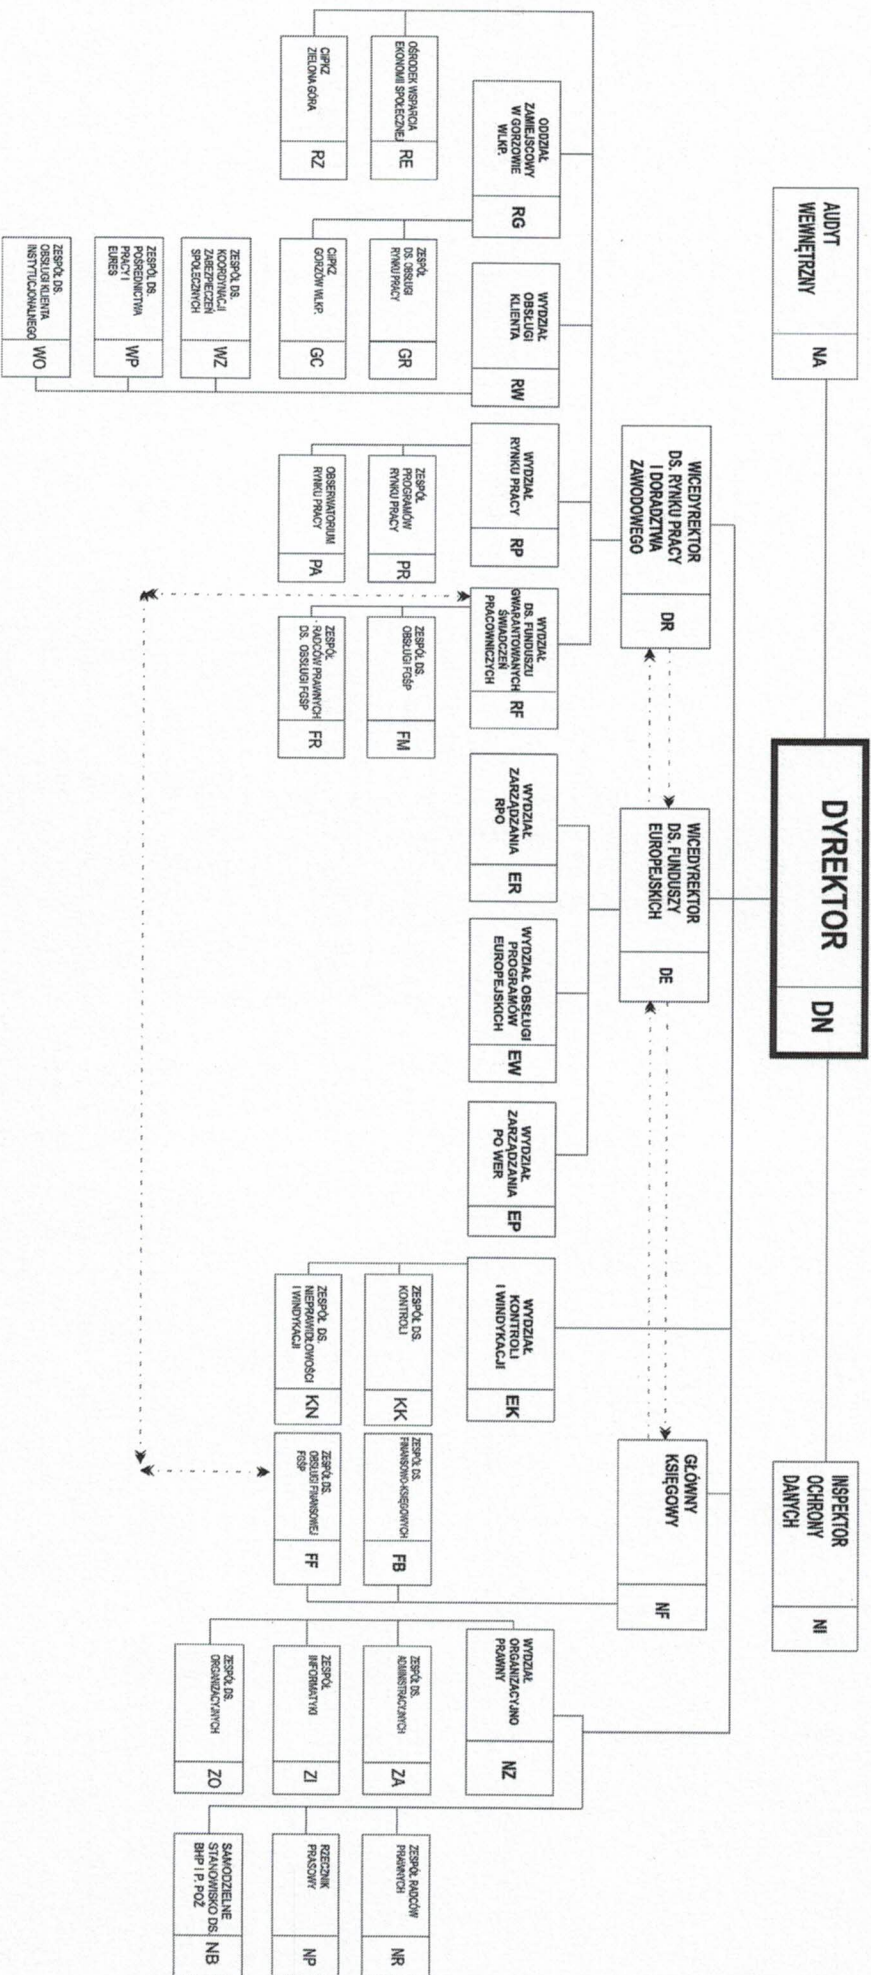 AUDYT
WEWNĘTRZNY
NA
DYREKTOR
DN
INSPEKTOR
OCHRONY
DANYCH
NI
WICEDYREKTOR
DS. RYNKU PRACY
I DORADZTWA
ZAWODOWEGO
DR
WICEDYREKTOR
DS. FUNDUSZY
EUROPEJSKICH
DE
GŁÓWNY
KSIĘGOWY
NF
ODDZIAŁ
ZAMIEJSCOWY
W GORZOWIE
WLKP.
RG
WYDZIAŁ
OBSŁUGI
KLIENTA
RW
WYDZIAŁ
RYNKU PRACY
RP
WYDZIAŁ
DS. FUNDUSZU
GWARANTOWANYCH
ŚWIADCZEŃ
PRACOWNICZYCH
RF
WYDZIAŁ
ZARZĄDZANIA
RPO
ER
WYDZIAŁ OBSŁUGI
PROGRAMÓW
EUROPEJSKICH
EW
WYDZIAŁ
ZARZĄDZANIA
PO WER
EP
WYDZIAŁ
KONTROLI
I WINDYKACJI
EK
WYDZIAŁ
ORGANIZACYJNO
PRAWNY
NZ
OŚRODEK WSPARCIA
EKONOMII SPOŁECZNEJ
RE
ZESPÓŁ
DS. OBSŁUGI
RYNKU PRACY
GR
ZESPÓŁ
PROGRAMÓW
RYNKU PRACY
PR
ZESPÓŁ DS.
OBSŁUGI FGŚP
FM
ZESPÓŁ DS.
KONTROLI
KK
ZESPÓŁ DS.
FINANSOWO-KSIĘGOWYCH
FB
ZESPÓŁ DS.
ADMINISTRACYJNYCH
ZA
ZESPÓŁ RADCÓW
PRAWNYCH
NR
CIiPKZ
ZIELONA GÓRA
RZ
CIiPKZ
GORZÓW WLKP.
GC
OBSERWATORIUM
RYNKU PRACY
PA
ZESPÓŁ
RADCÓW PRAWNYCH
DS. OBSŁUGI FGŚP
FR
ZESPÓŁ DS.
NIEPRAWIDŁOWOŚCI
I WINDYKACJI
KN
ZESPÓŁ DS.
OBSŁUGI FINANSOWEJ
FGŚP
FF
ZESPÓŁ
INFORMATYKI
ZI
RZECZNIK
PRASOWY
NP
ZESPÓŁ DS.
KOORDYNACJI
ZABEZPIECZEŃ
SPOŁECZNYCH
WZ
ZESPÓŁ DS.
ORGANIZACYJNYCH
ZO
SAMODZIELNE
STANOWISKO DS.
BHP I P. POŻ
NB
ZESPÓŁ DS.
POŚREDNICTWA
PRACY I
EURES
WP
ZESPÓŁ DS.
OBSŁUGI KLIENTA
INSTYTUCJONALNEGO
WO